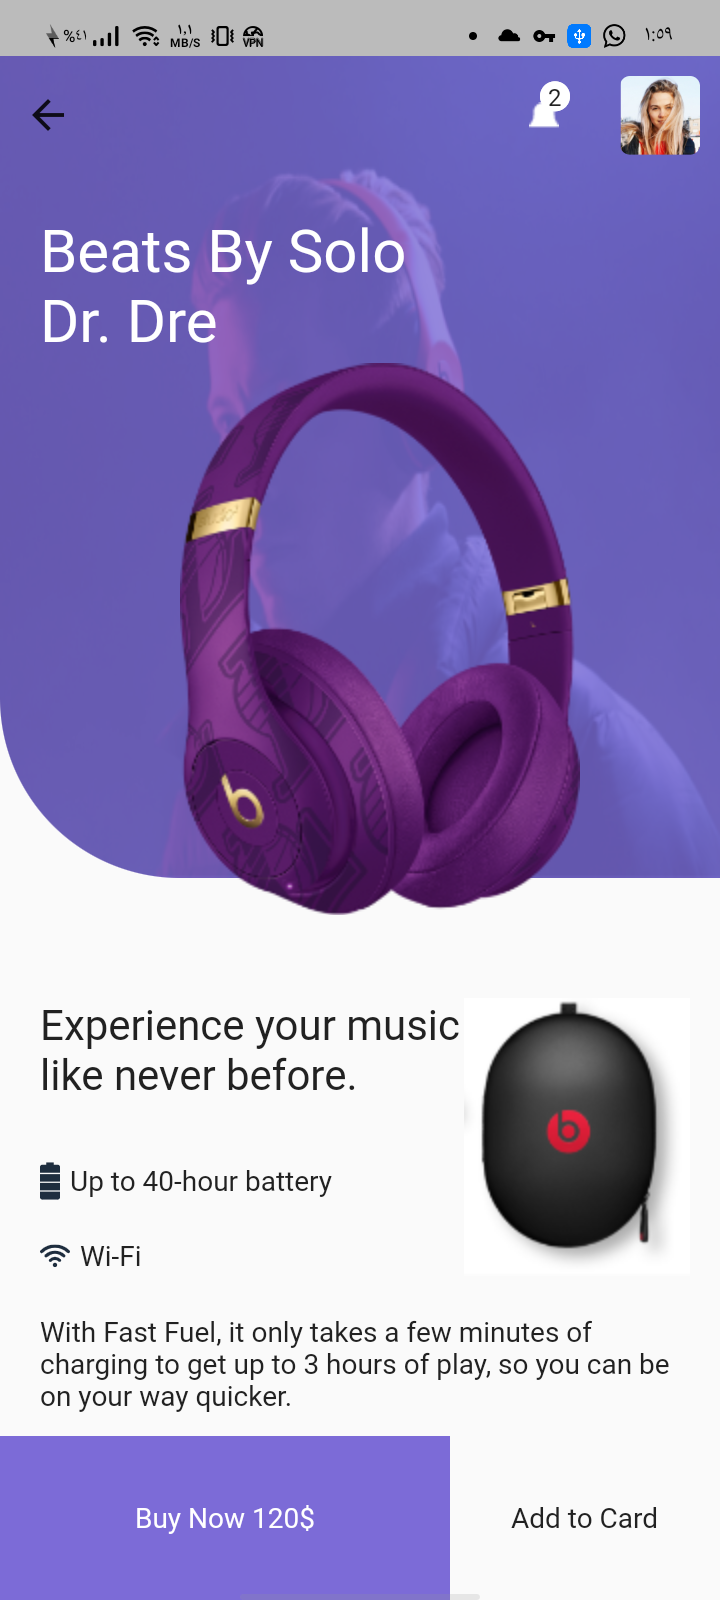 %٤١
١.١
MB/S
VPN
١:٥٩
2
Beats By Solo
Dr. Dre
Experience your music
like never before.
Up to 40-hour battery
Wi-Fi
With Fast Fuel, it only takes a few minutes of
charging to get up to 3 hours of play, so you can be
on your way quicker.
Buy Now 120$
Add to Card